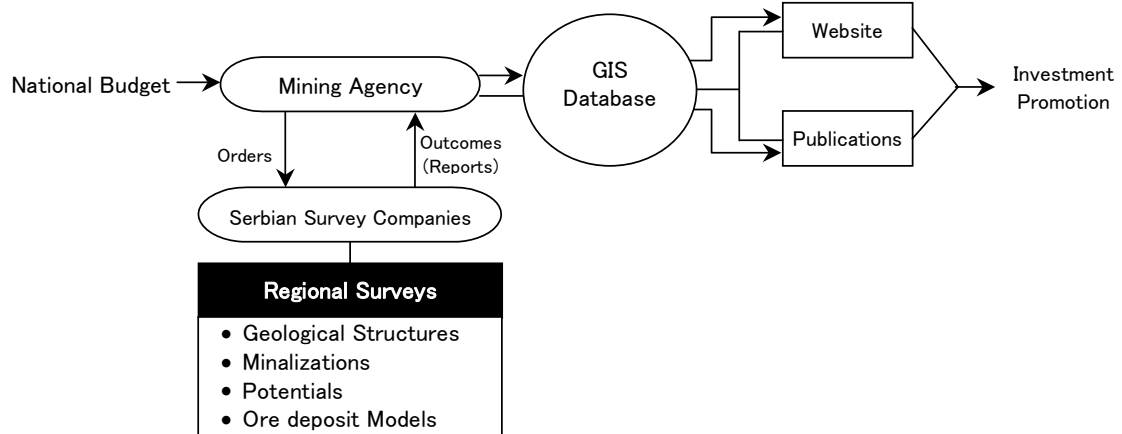 National Budget
Mining Agency
GIS
Database
Website
Publications
Investment
Promotion
Orders
Outcomes
(Reports)
Serbian Survey Companies
Regional Surveys
• Geological Structures
• Minalizations
• Potentials
• Ore deposit Models